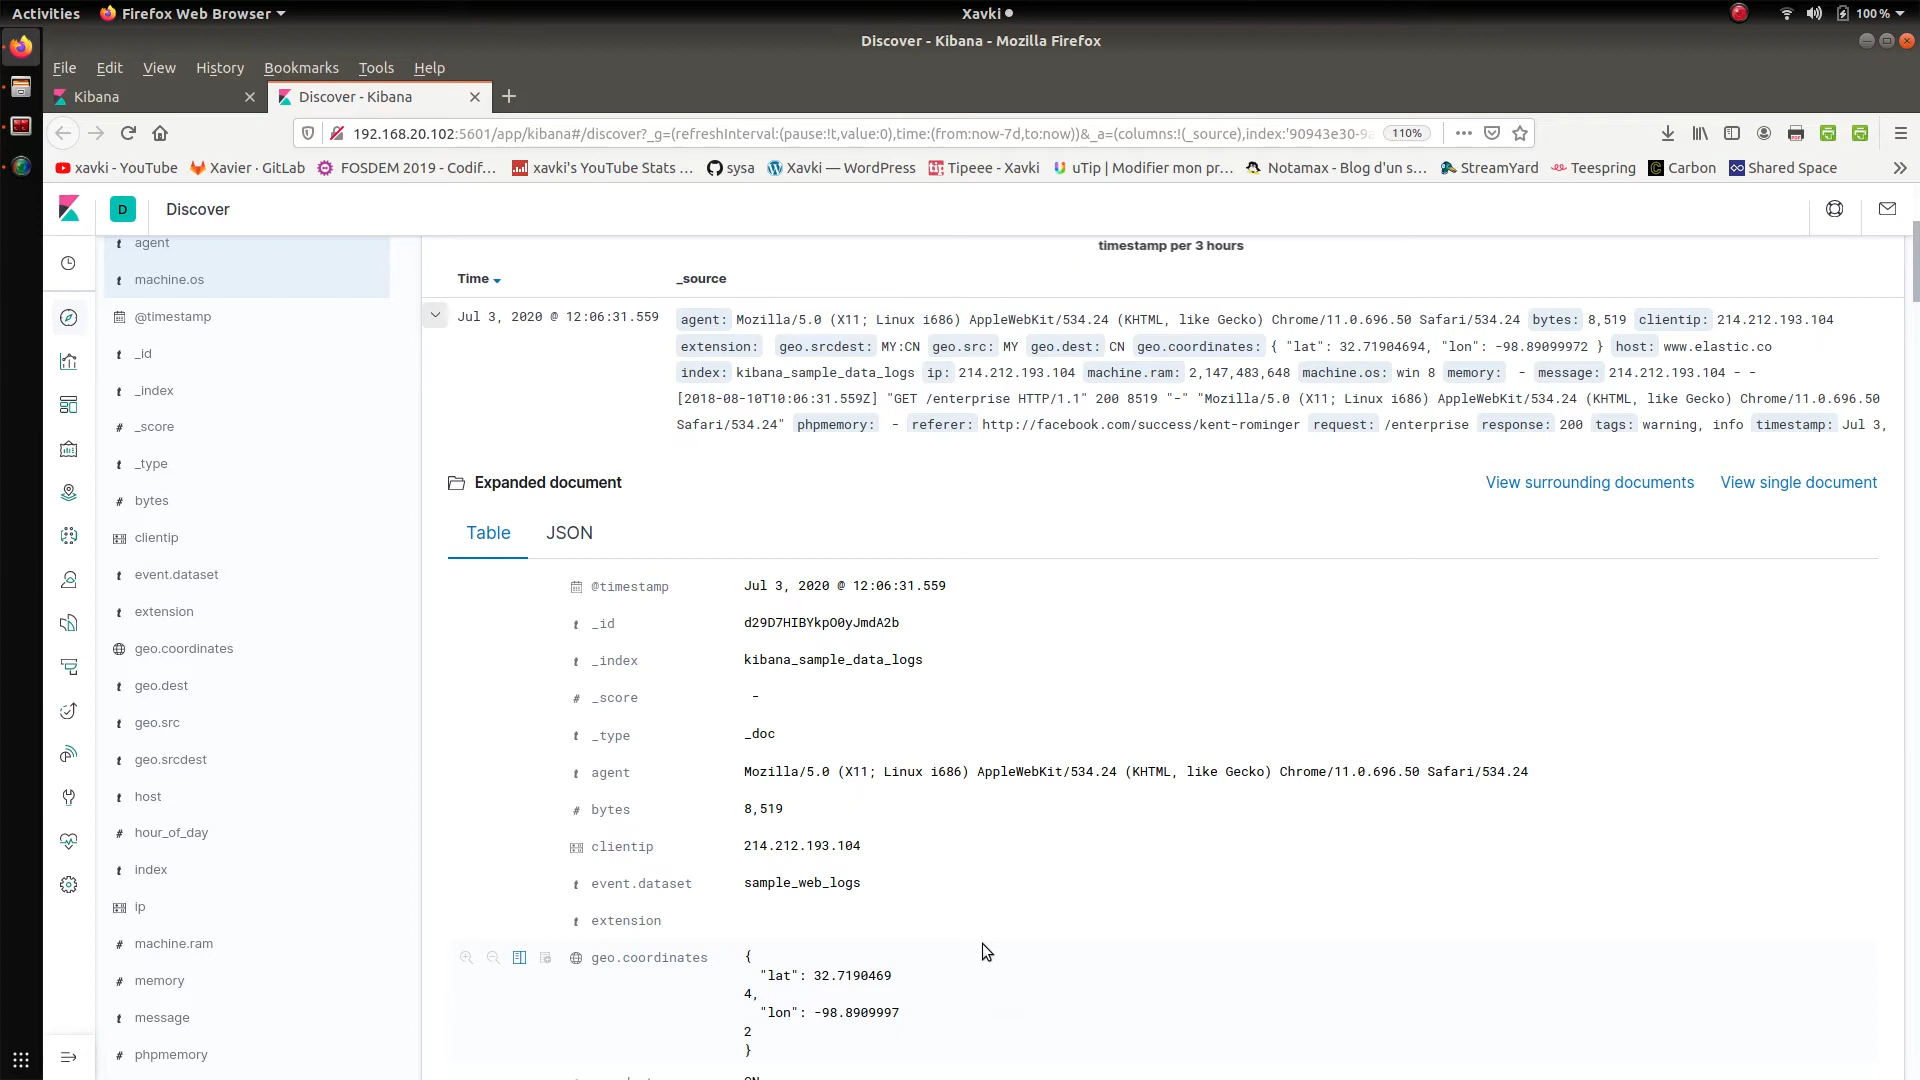 Activities Firefox Web Browser Xavki 100 %
Discover - Kibana - Mozilla Firefox
File Edit View History Bookmarks Tools Help
Kibana Discover - Kibana
192.168.20.102:5601/app/kibana#/discover?_g=(refreshInterval:(pause:!t,value:0),time:(from:now-7d,to:now))&_a=(columns:!(_source),index:'90943e30-9a 110%
xavki - YouTube Xavier · GitLab FOSDEM 2019 - Codif... xavki's YouTube Stats ... sysa Xavki — WordPress Tipeee - Xavki uTip | Modifier mon pr... Notamax - Blog d'un s... StreamYard Teespring Carbon Shared Space
D Discover
agent
machine.os
@timestamp
_id
_index
_score
_type
bytes
clientip
event.dataset
extension
geo.coordinates
geo.dest
geo.src
geo.srcdest
host
hour_of_day
index
ip
machine.ram
memory
message
phpmemory
timestamp per 3 hours
Time _source
Jul 3, 2020 @ 12:06:31.559 agent: Mozilla/5.0 (X11; Linux i686) AppleWebKit/534.24 (KHTML, like Gecko) Chrome/11.0.696.50 Safari/534.24 bytes: 8,519 clientip: 214.212.193.104
extension: geo.srcdest: MY:CN geo.src: MY geo.dest: CN geo.coordinates: { "lat": 32.71904694, "lon": -98.89099972 } host: www.elastic.co
index: kibana_sample_data_logs ip: 214.212.193.104 machine.ram: 2,147,483,648 machine.os: win 8 memory: - message: 214.212.193.104 - -
[2018-08-10T10:06:31.559Z] "GET /enterprise HTTP/1.1" 200 8519 "-" "Mozilla/5.0 (X11; Linux i686) AppleWebKit/534.24 (KHTML, like Gecko) Chrome/11.0.696.50
Safari/534.24" phpmemory: - referer: http://facebook.com/success/kent-rominger request: /enterprise response: 200 tags: warning, info timestamp: Jul 3,
Expanded document View surrounding documents View single document
Table JSON
@timestamp Jul 3, 2020 @ 12:06:31.559
_id d29D7HIBYkpO0yJmdA2b
_index kibana_sample_data_logs
_score -
_type _doc
agent Mozilla/5.0 (X11; Linux i686) AppleWebKit/534.24 (KHTML, like Gecko) Chrome/11.0.696.50 Safari/534.24
bytes 8,519
clientip 214.212.193.104
event.dataset sample_web_logs
extension
geo.coordinates {
"lat": 32.7190469
4,
"lon": -98.8909997
2
}